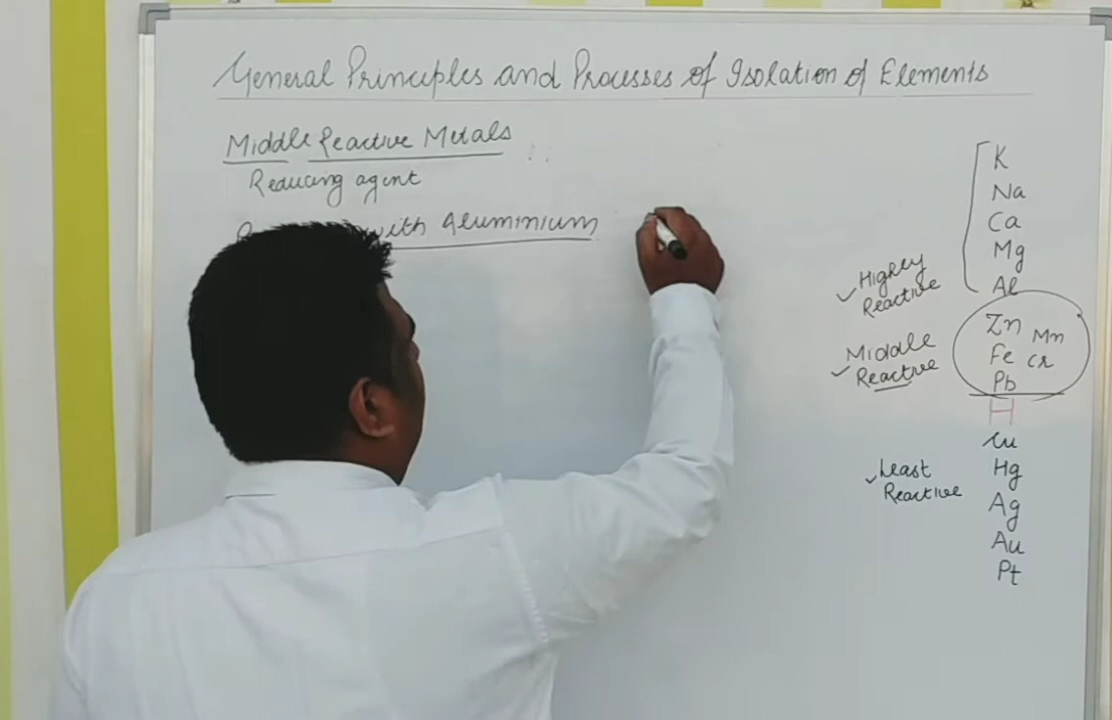 General Principles and Processes of Isolation of Elements
Middle Reactive Metals
Reducing agent
with Aluminium
Highly
Reactive
Middle
Reactive
Least
Reactive
K
Na
Ca
Mg
Al
Zn Mn
Fe Cr
Pb
H
Cu
Hg
Ag
Au
Pt